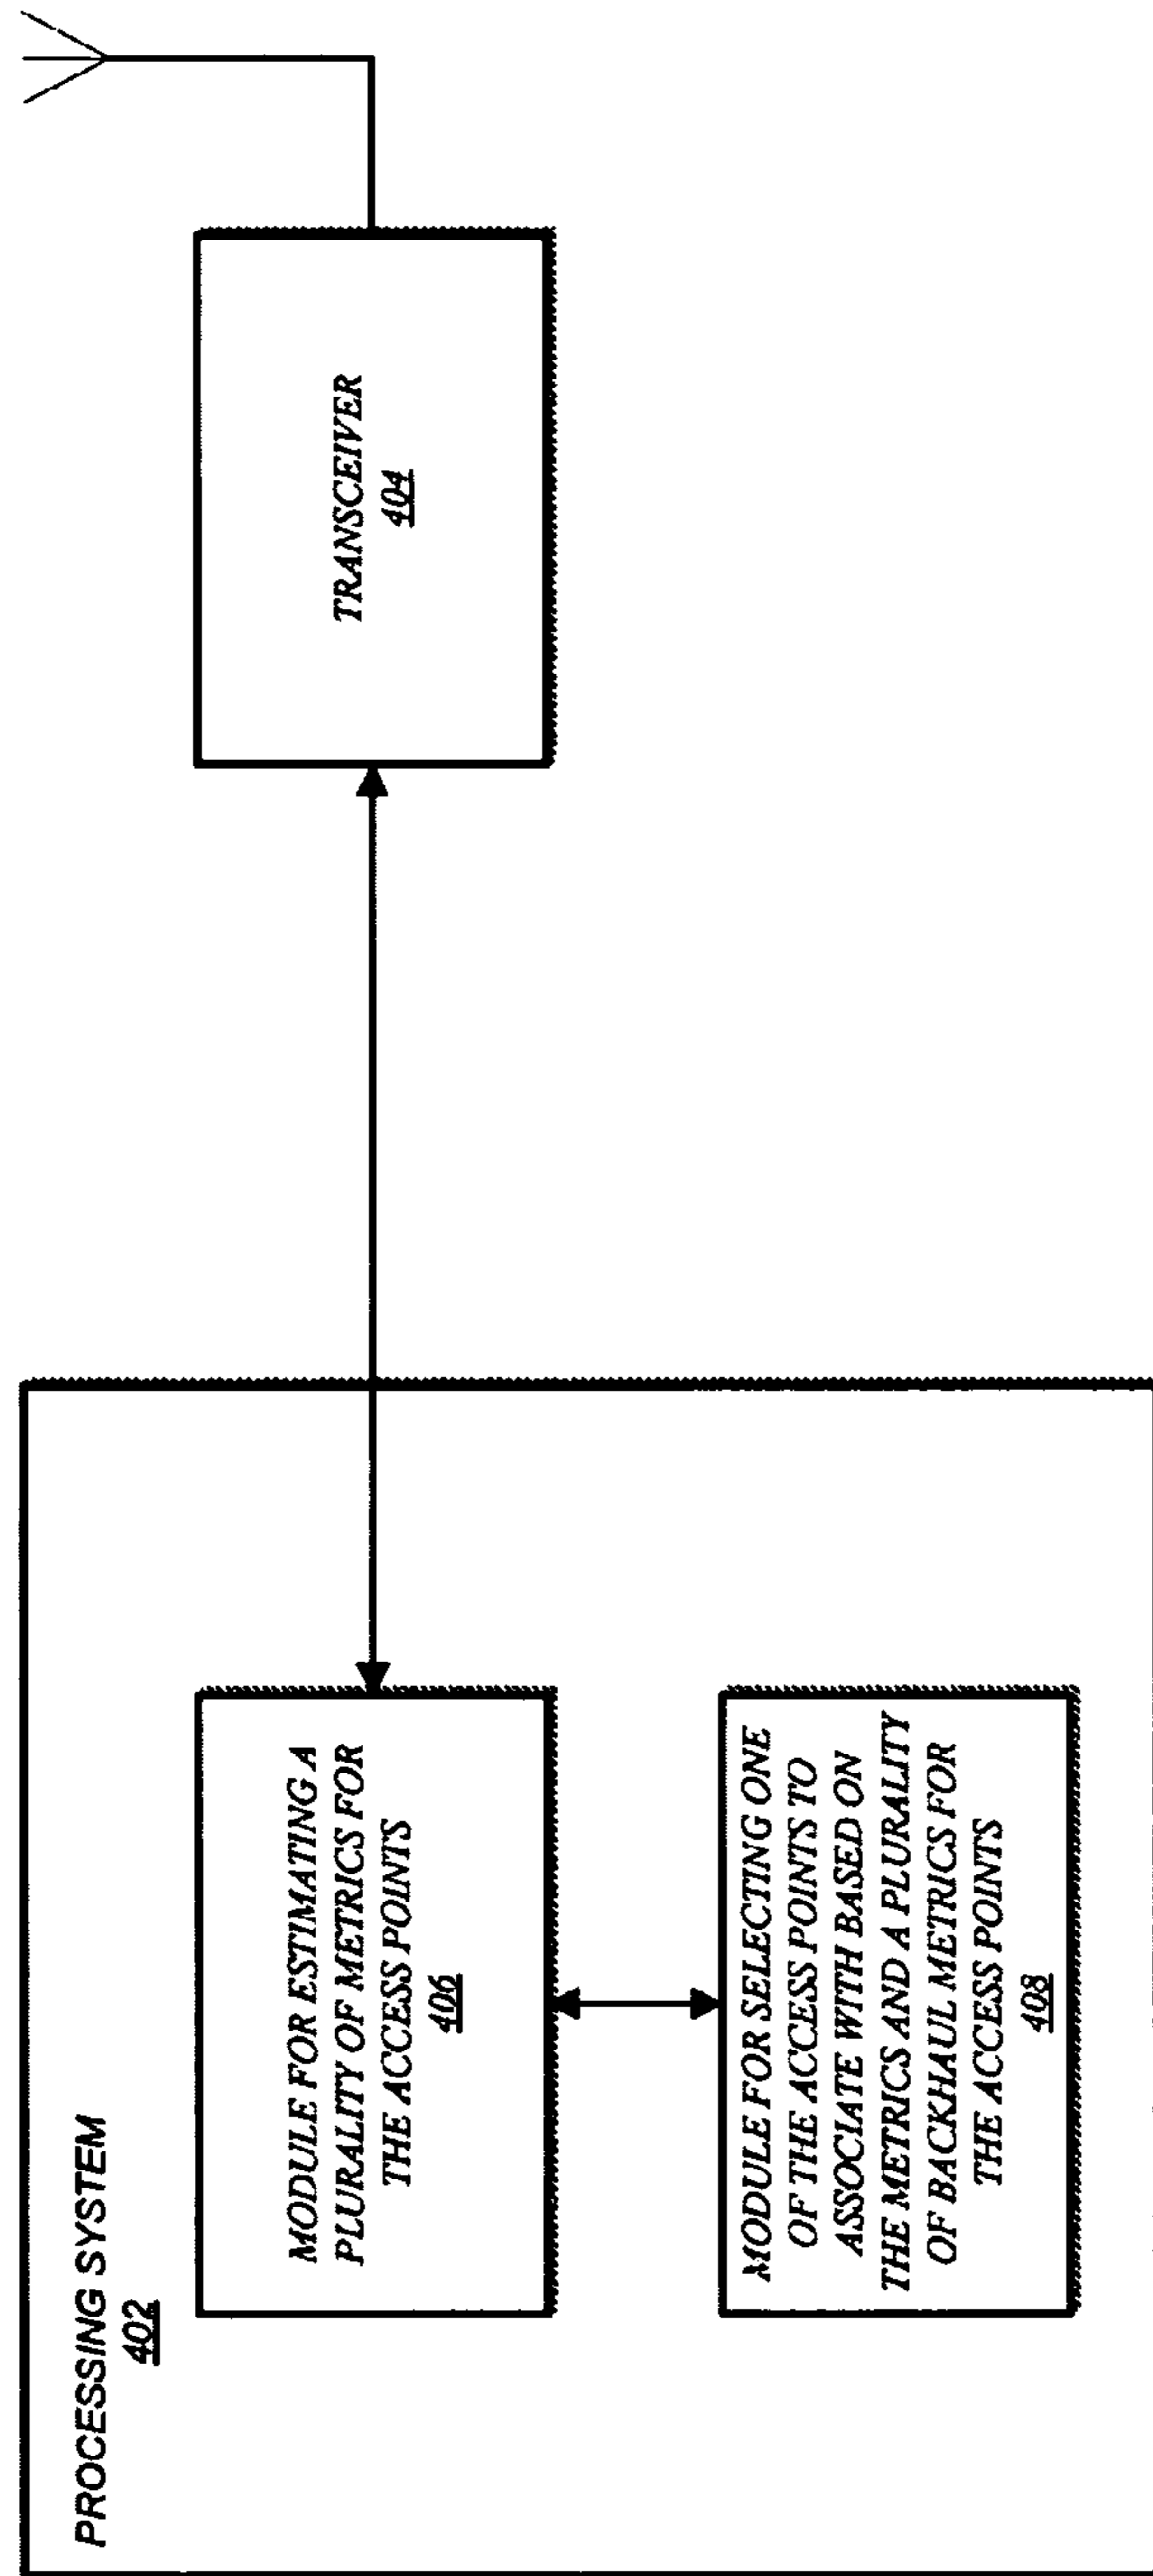 PROCESSING SYSTEM
402
MODULE FOR ESTIMATING A
PLURALITY OF METRICS FOR
THE ACCESS POINTS
406
MODULE FOR SELECTING ONE
OF THE ACCESS POINTS TO
ASSOCIATE WITH BASED ON
THE METRICS AND A PLURALITY
OF BACKHAUL METRICS FOR
THE ACCESS POINTS
408
TRANSCEIVER
404